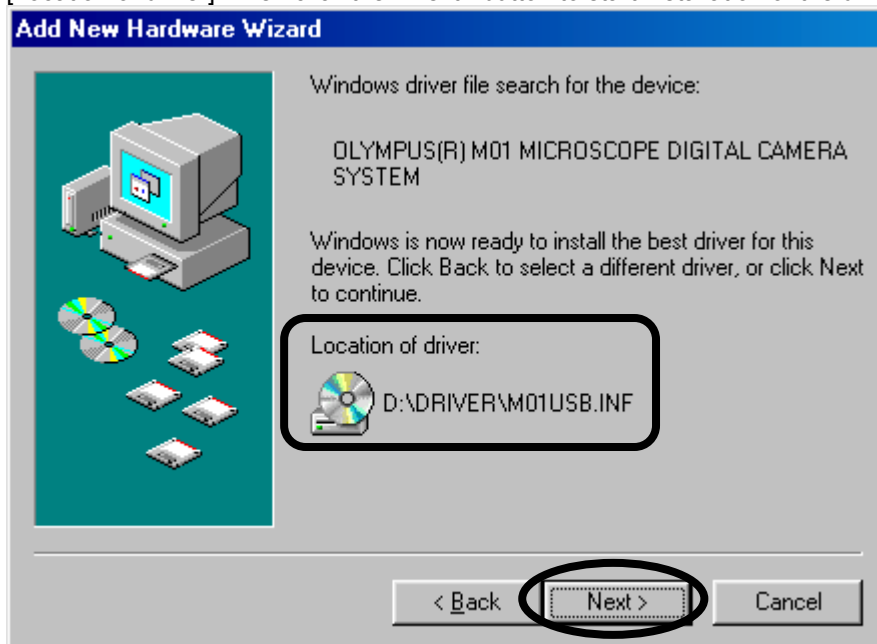 Add New Hardware Wizard
Windows driver file search for the device:
OLYMPUS(R) M01 MICROSCOPE DIGITAL CAMERA
SYSTEM
Windows is now ready to install the best driver for this
device. Click Back to select a different driver, or click Next
to continue.
Location of driver:
D:\DRIVER\M01USB.INF
< Back
Next >
Cancel